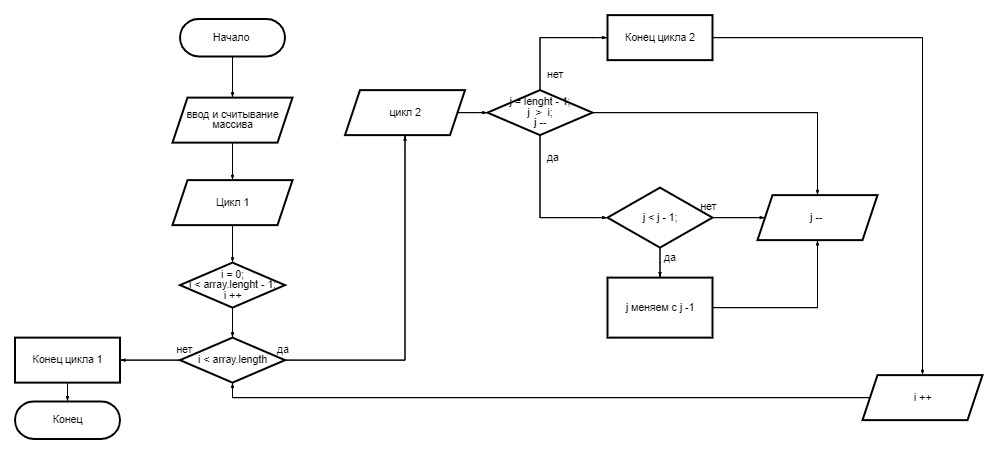 Начало
ввод и считывание
массива
Цикл 1
i = 0;
i < array.lenght - 1;
i ++
нет
i < array.length
да
Конец цикла 1
Конец
цикл 2
j = lenght - 1;
j > i;
j --
нет
Конец цикла 2
да
j < j - 1;
нет
да
j меняем с j -1
j --
i ++